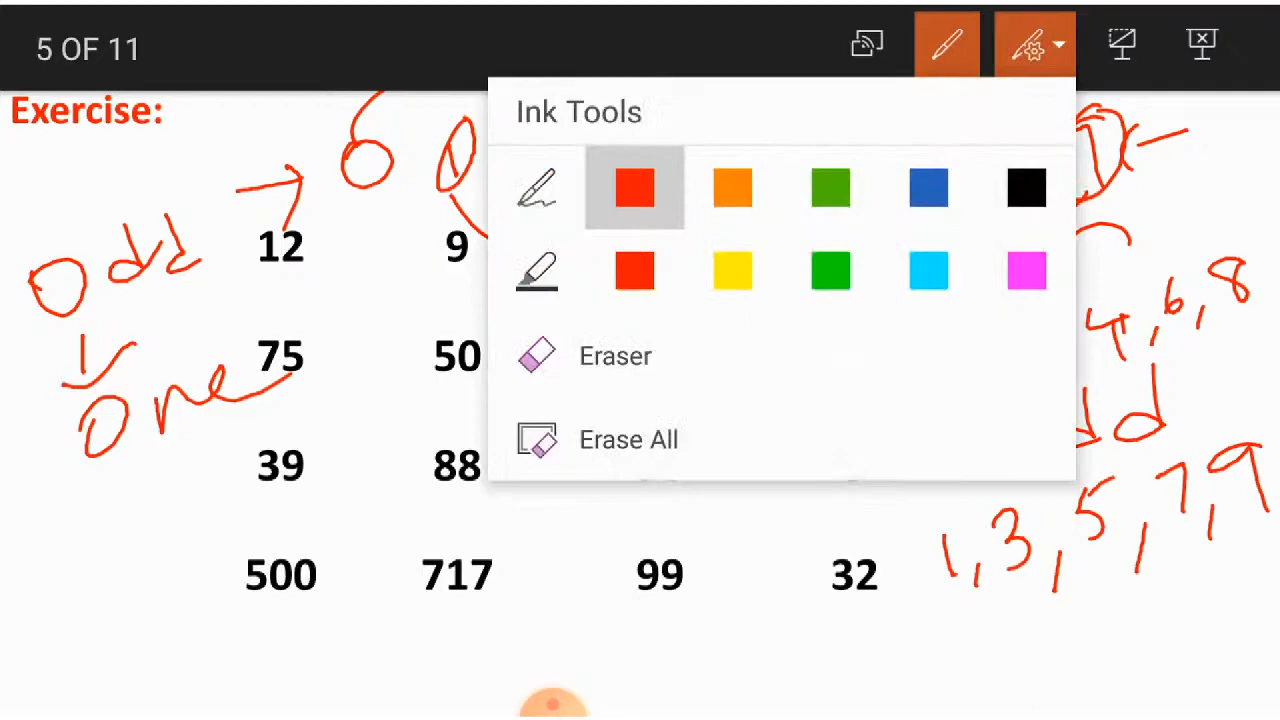 5 OF 11
Exercise:
Ink Tools
12 9
Odd
4, 6, 8
75 50
Eraser
One
Erase All
39 88
1, 3, 5, 7, 9
500 717 99 32